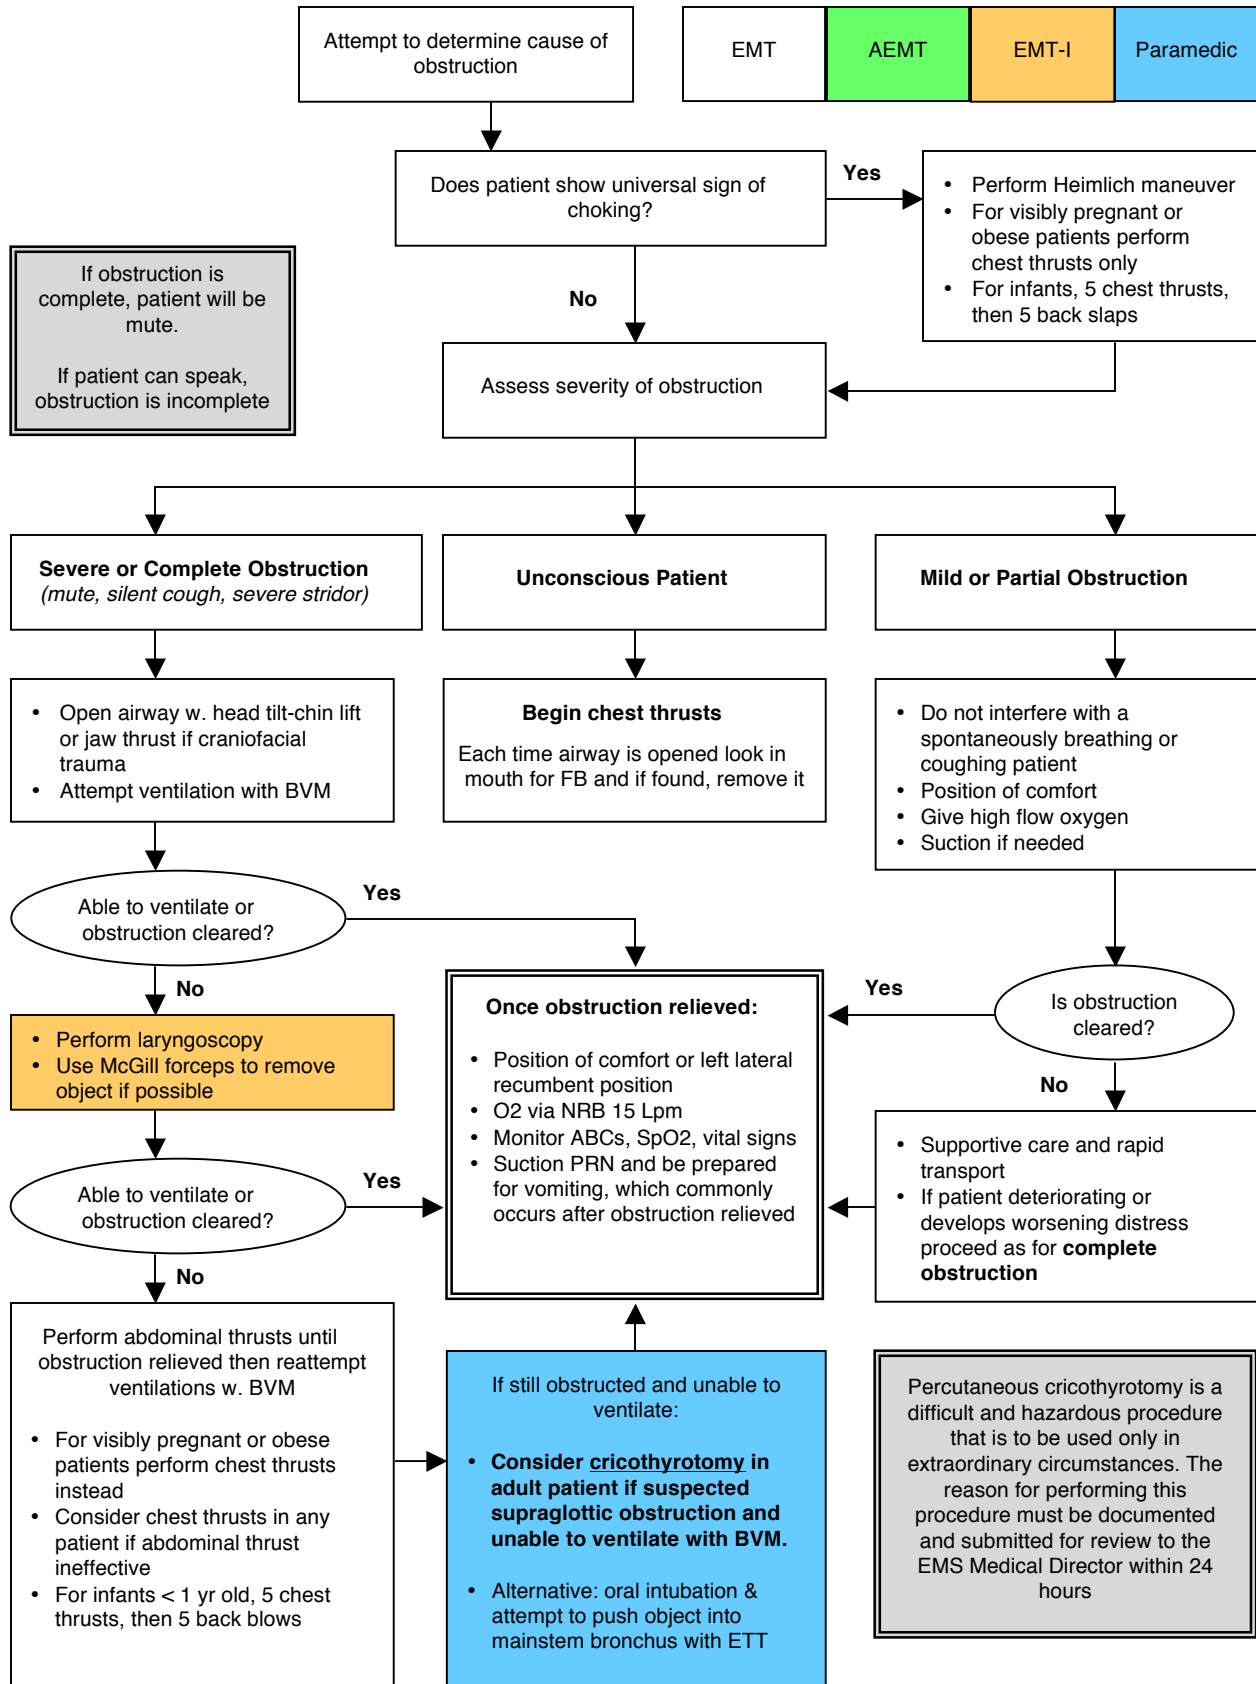 Attempt to determine cause of
obstruction
EMT
AEMT
EMT-I
Paramedic
Does patient show universal sign of
choking?
Yes
• Perform Heimlich maneuver
• For visibly pregnant or
obese patients perform
chest thrusts only
• For infants, 5 chest thrusts,
then 5 back slaps
If obstruction is
complete, patient will be
mute.
If patient can speak,
obstruction is incomplete
No
Assess severity of obstruction
Severe or Complete Obstruction
(mute, silent cough, severe stridor)
Unconscious Patient
Mild or Partial Obstruction
• Open airway w. head tilt-chin lift
or jaw thrust if craniofacial
trauma
• Attempt ventilation with BVM
Begin chest thrusts
Each time airway is opened look in
mouth for FB and if found, remove it
• Do not interfere with a
spontaneously breathing or
coughing patient
• Position of comfort
• Give high flow oxygen
• Suction if needed
Able to ventilate or
obstruction cleared?
Yes
No
• Perform laryngoscopy
• Use McGill forceps to remove
object if possible
Once obstruction relieved:
• Position of comfort or left lateral
recumbent position
• O2 via NRB 15 Lpm
• Monitor ABCs, SpO2, vital signs
• Suction PRN and be prepared
for vomiting, which commonly
occurs after obstruction relieved
Yes
Is obstruction
cleared?
No
• Supportive care and rapid
transport
• If patient deteriorating or
develops worsening distress
proceed as for complete
obstruction
Able to ventilate or
obstruction cleared?
Yes
No
Perform abdominal thrusts until
obstruction relieved then reattempt
ventilations w. BVM
• For visibly pregnant or obese
patients perform chest thrusts
instead
• Consider chest thrusts in any
patient if abdominal thrust
ineffective
• For infants < 1 yr old, 5 chest
thrusts, then 5 back blows
If still obstructed and unable to
ventilate:
• Consider cricothyrotomy in
adult patient if suspected
supraglottic obstruction and
unable to ventilate with BVM.
• Alternative: oral intubation &
attempt to push object into
mainstem bronchus with ETT
Percutaneous cricothyrotomy is a
difficult and hazardous procedure
that is to be used only in
extraordinary circumstances. The
reason for performing this
procedure must be documented
and submitted for review to the
EMS Medical Director within 24
hours